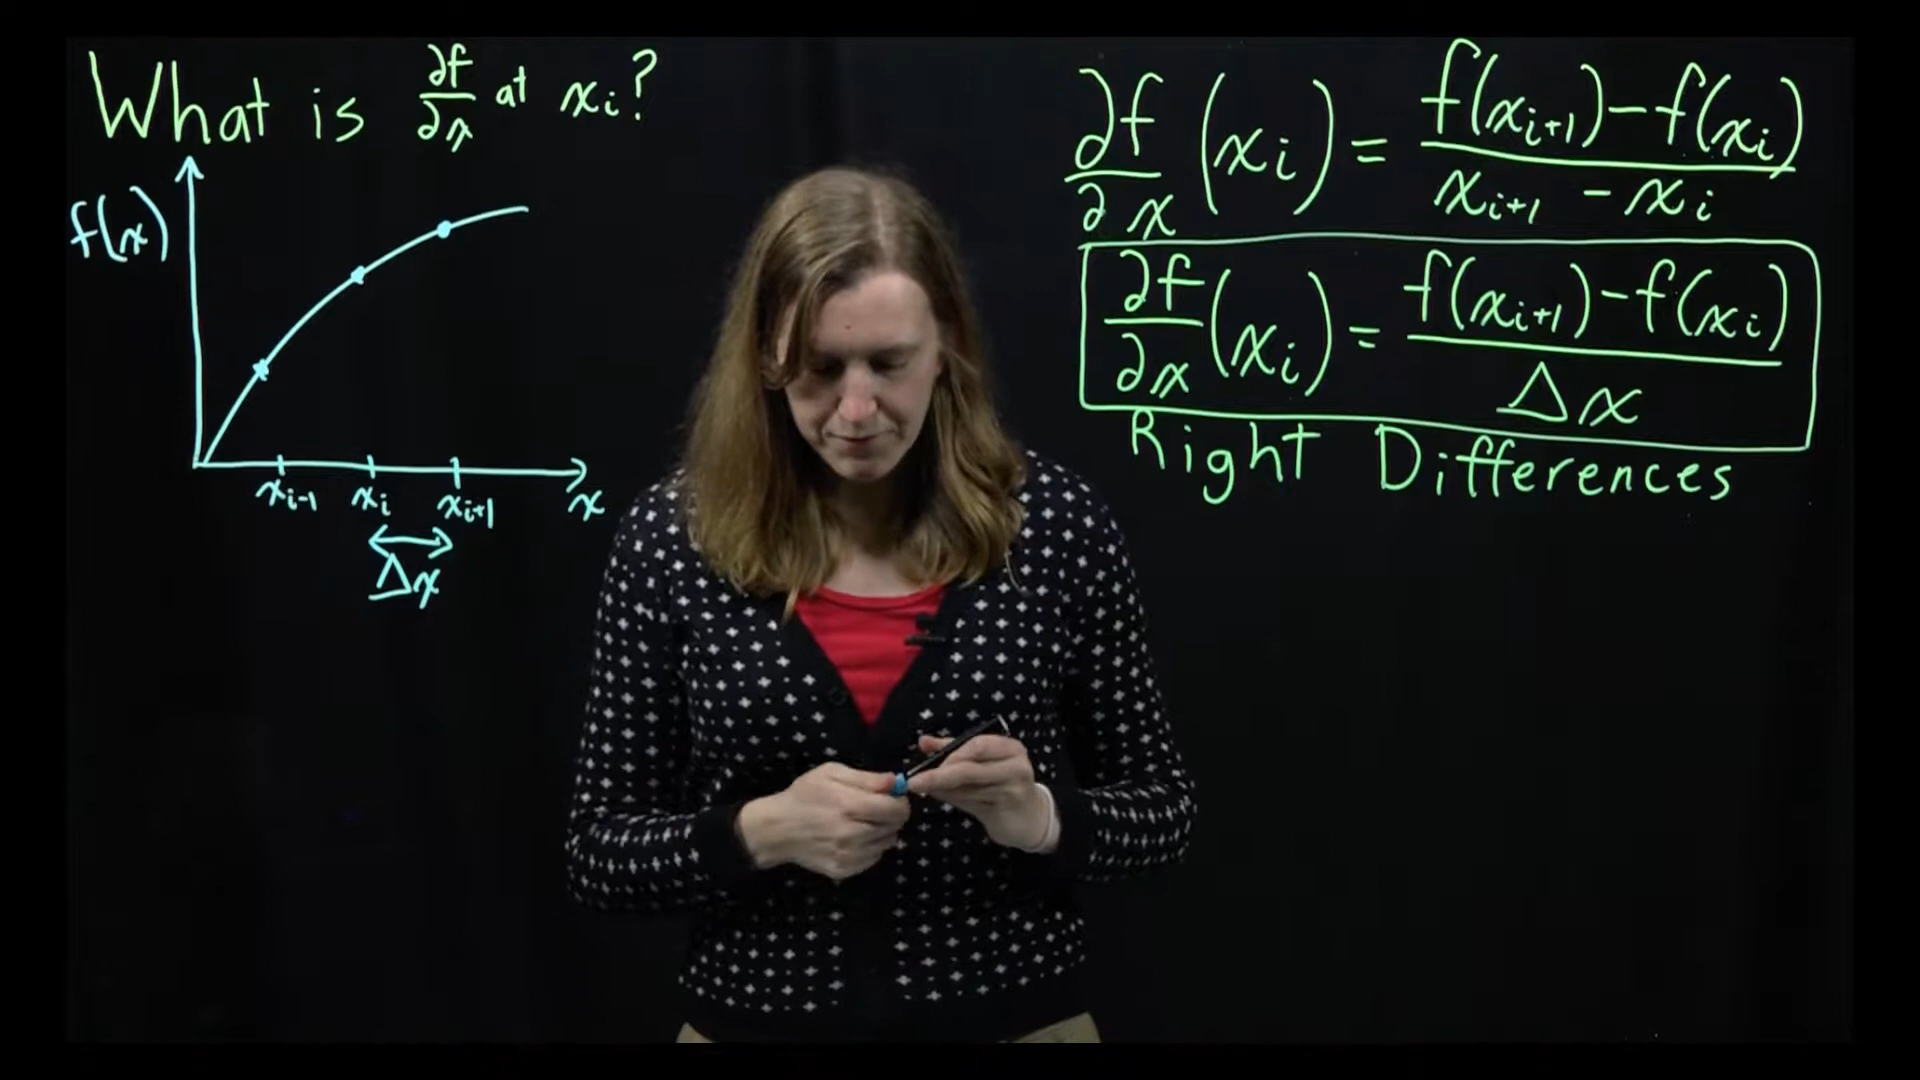 What is ∂f/∂x at xᵢ?
f(x)
xᵢ₋₁ xᵢ xᵢ₊₁ x
Δx
∂f/∂x (xᵢ) = (f(xᵢ₊₁) − f(xᵢ))/(xᵢ₊₁ − xᵢ)
∂f/∂x (xᵢ) = (f(xᵢ₊₁) − f(xᵢ))/Δx
Right Differences